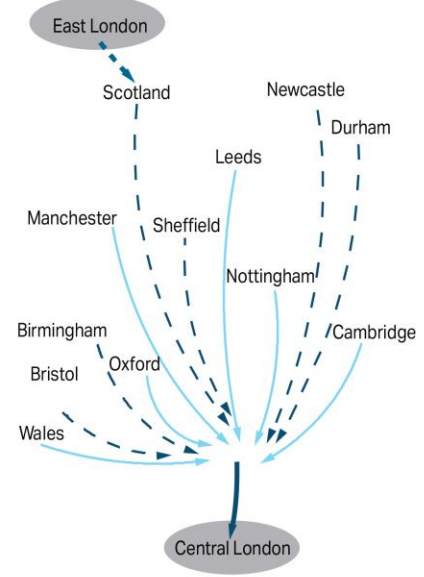 East London
Scotland
Newcastle
Durham
Leeds
Manchester
Sheffield
Nottingham
Birmingham
Cambridge
Oxford
Bristol
Wales
Central London